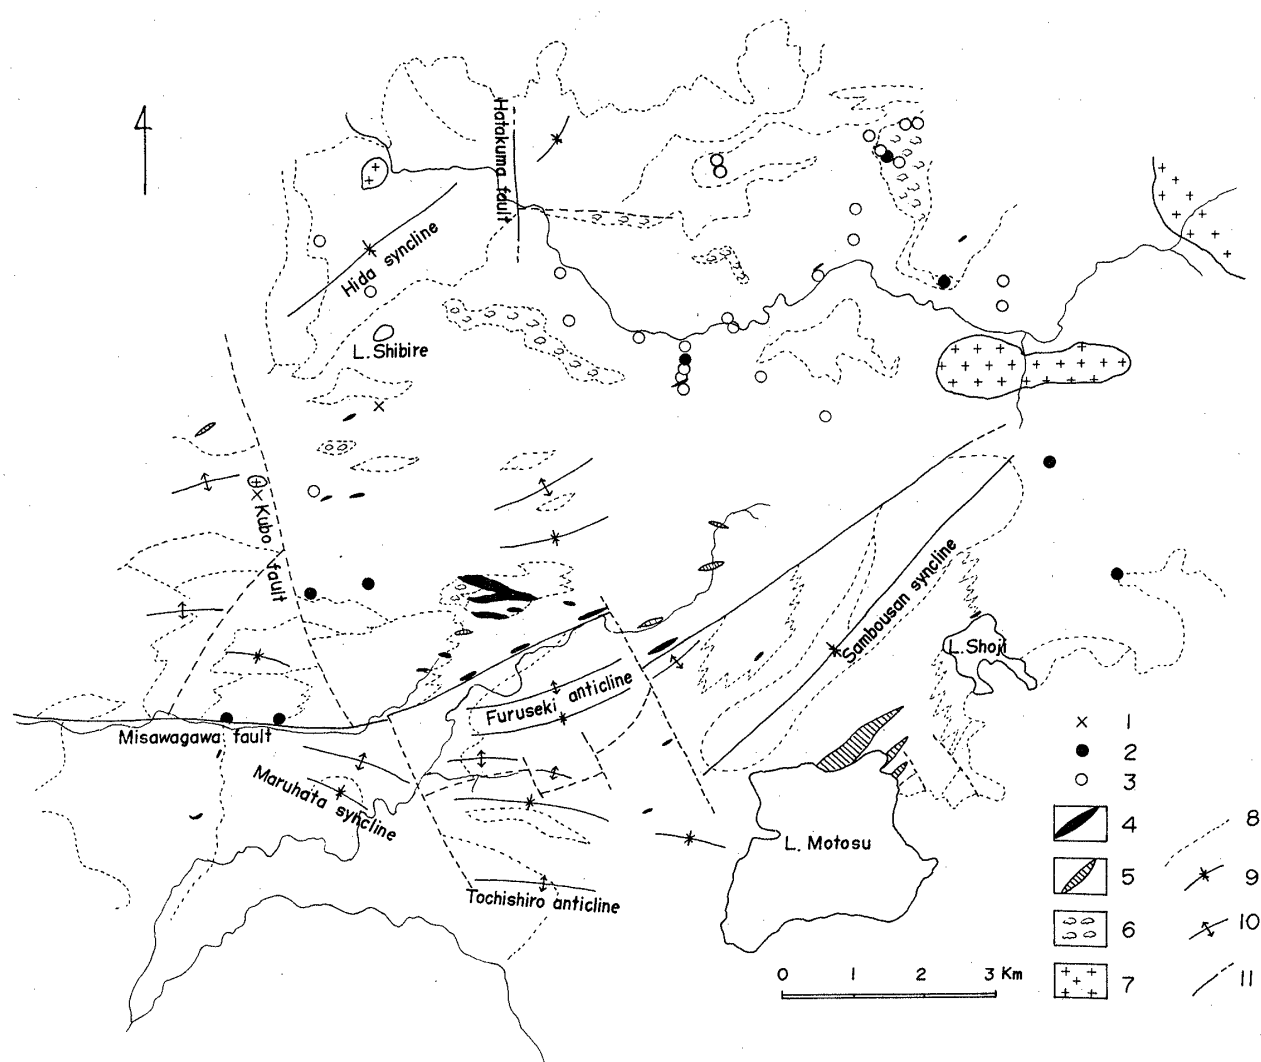 Hatakuma fault
Hida syncline
L. Shibire
Kubo fault
Sambousan syncline
L. Shoji
Furuseki anticline
Misawagawa fault
Maruhata syncline
L. Motosu
Tochishiro anticline
0 1 2 3 Km
1
2
3
4
5
6
7
8
9
10
11